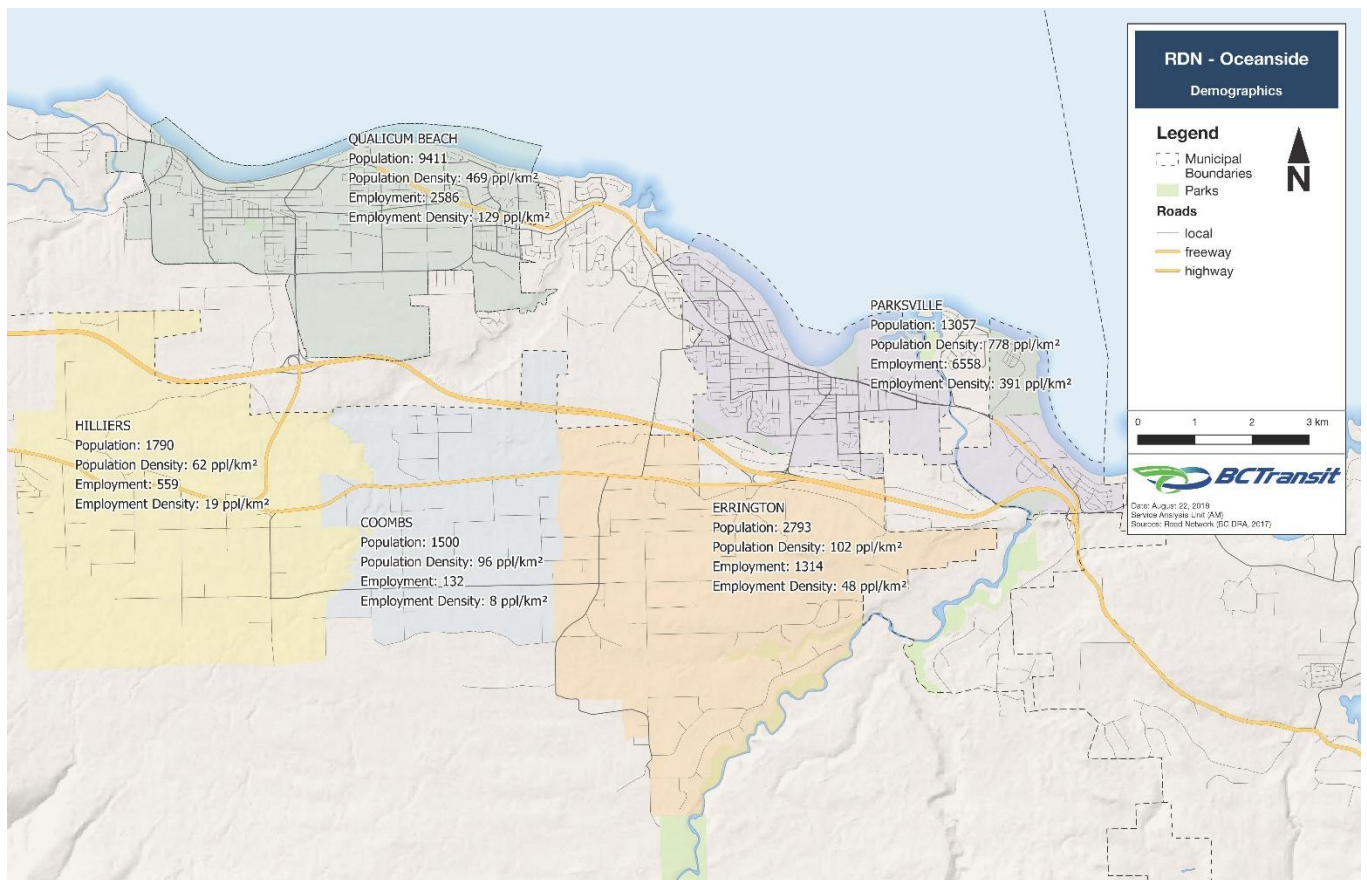 RDN - Oceanside
Demographics
Legend
Municipal
Boundaries
Parks
Roads
local
freeway
highway
N
0 1 2 3 km
BCTransit
Date: August 22, 2018
Service Analysis Unit (AM)
Sources: Road Network (BC DRA, 2017)
QUALICUM BEACH
Population: 9411
Population Density: 469 ppl/km²
Employment: 2586
Employment Density: 129 ppl/km²
PARKSVILLE
Population: 13057
Population Density: 778 ppl/km²
Employment: 6558
Employment Density: 391 ppl/km²
HILLIERS
Population: 1790
Population Density: 62 ppl/km²
Employment: 559
Employment Density: 19 ppl/km²
COOMBS
Population: 1500
Population Density: 96 ppl/km²
Employment: 132
Employment Density: 8 ppl/km²
ERRINGTON
Population: 2793
Population Density: 102 ppl/km²
Employment: 1314
Employment Density: 48 ppl/km²